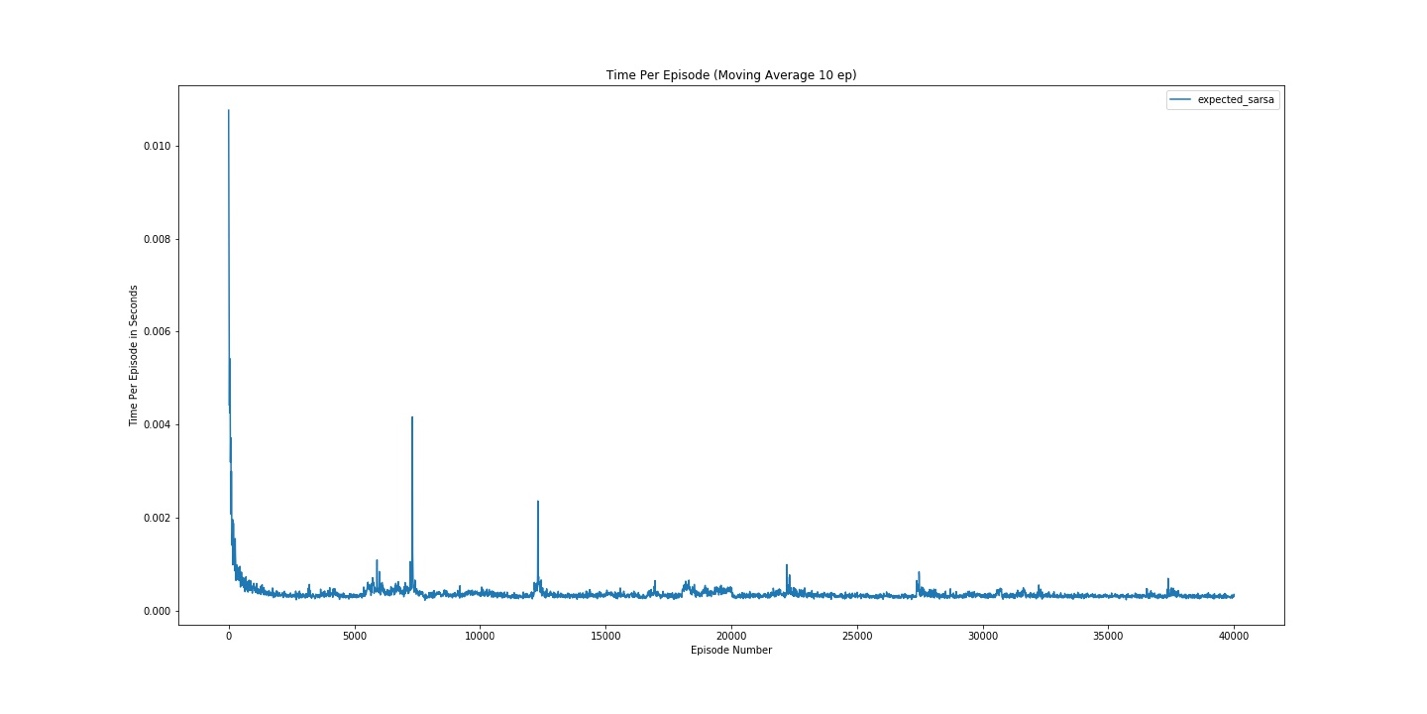 Time Per Episode (Moving Average 10 ep)
expected_sarsa
0.010
0.008
0.006
0.004
0.002
0.000
Time Per Episode in Seconds
0 5000 10000 15000 20000 25000 30000 35000 40000
Episode Number